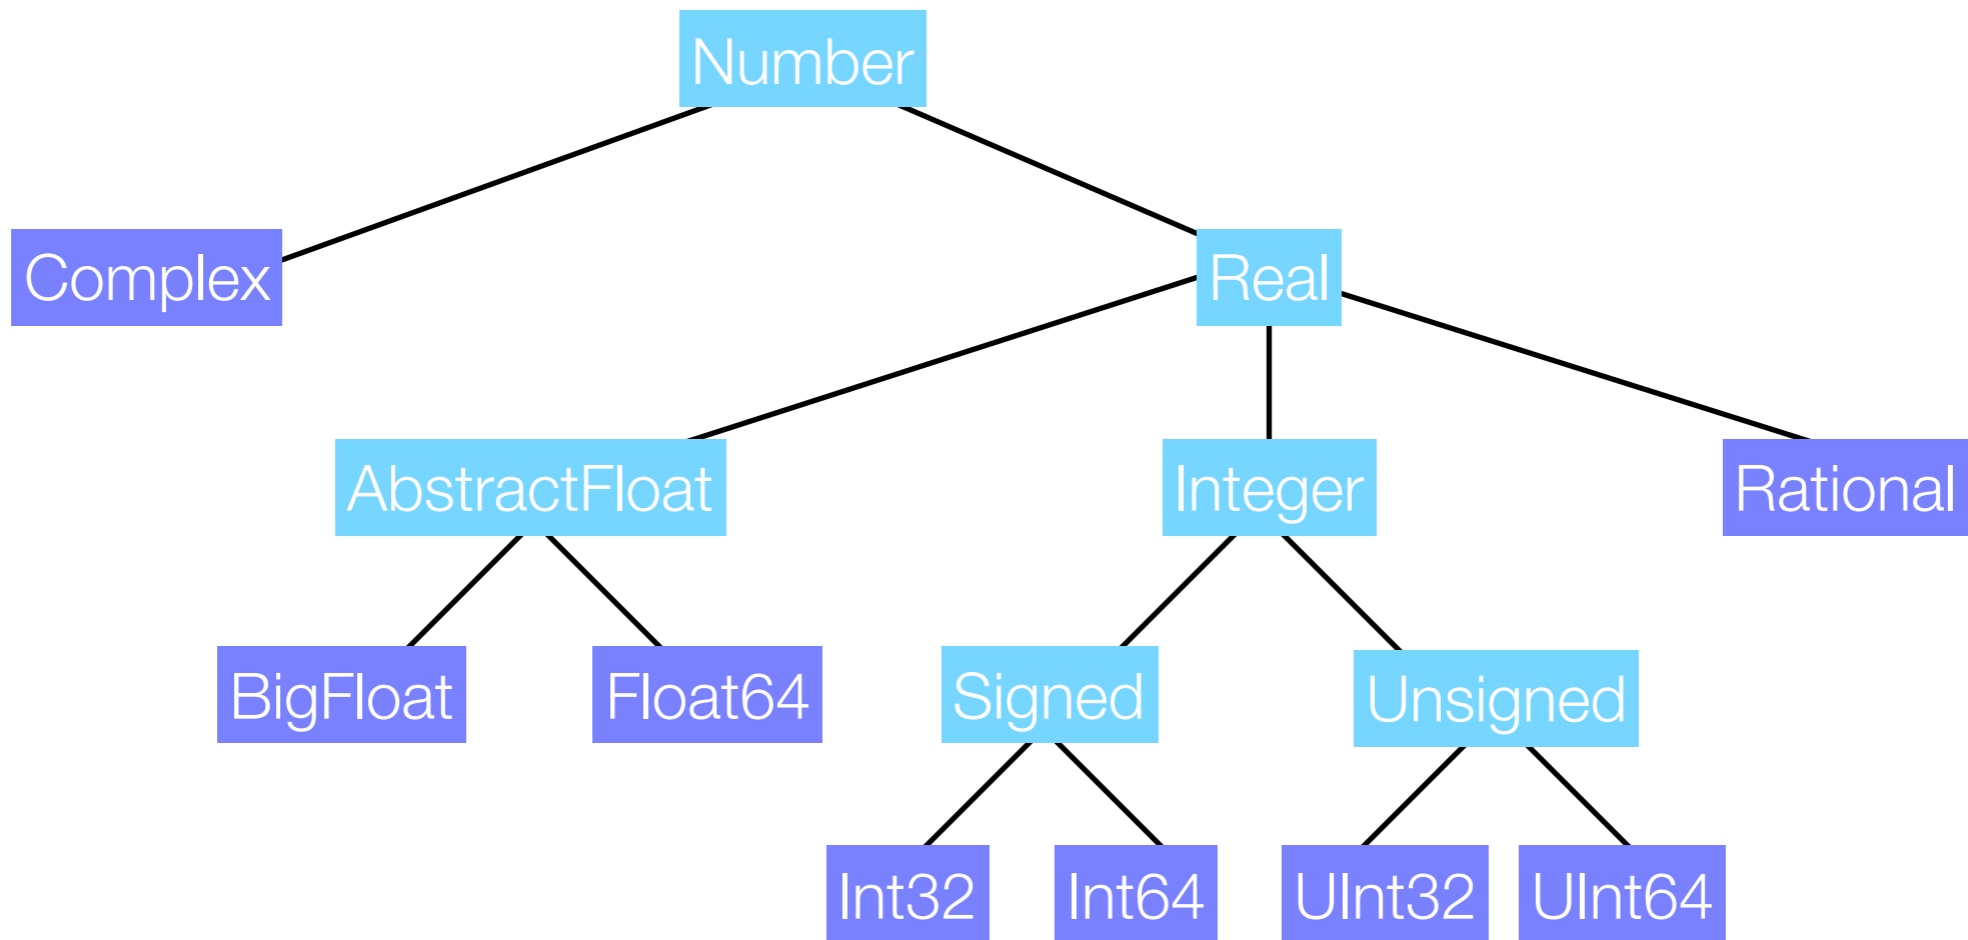 Number
Complex
Real
AbstractFloat
Integer
Rational
BigFloat
Float64
Signed
Unsigned
Int32
Int64
UInt32
UInt64